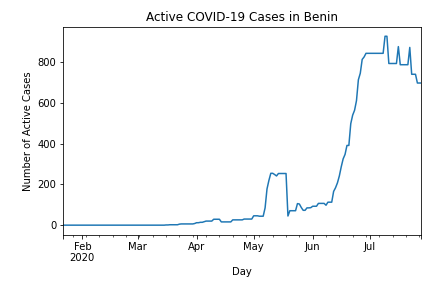 Active COVID-19 Cases in Benin
Number of Active Cases
800
600
400
200
0
Feb Mar Apr May Jun Jul
2020
Day